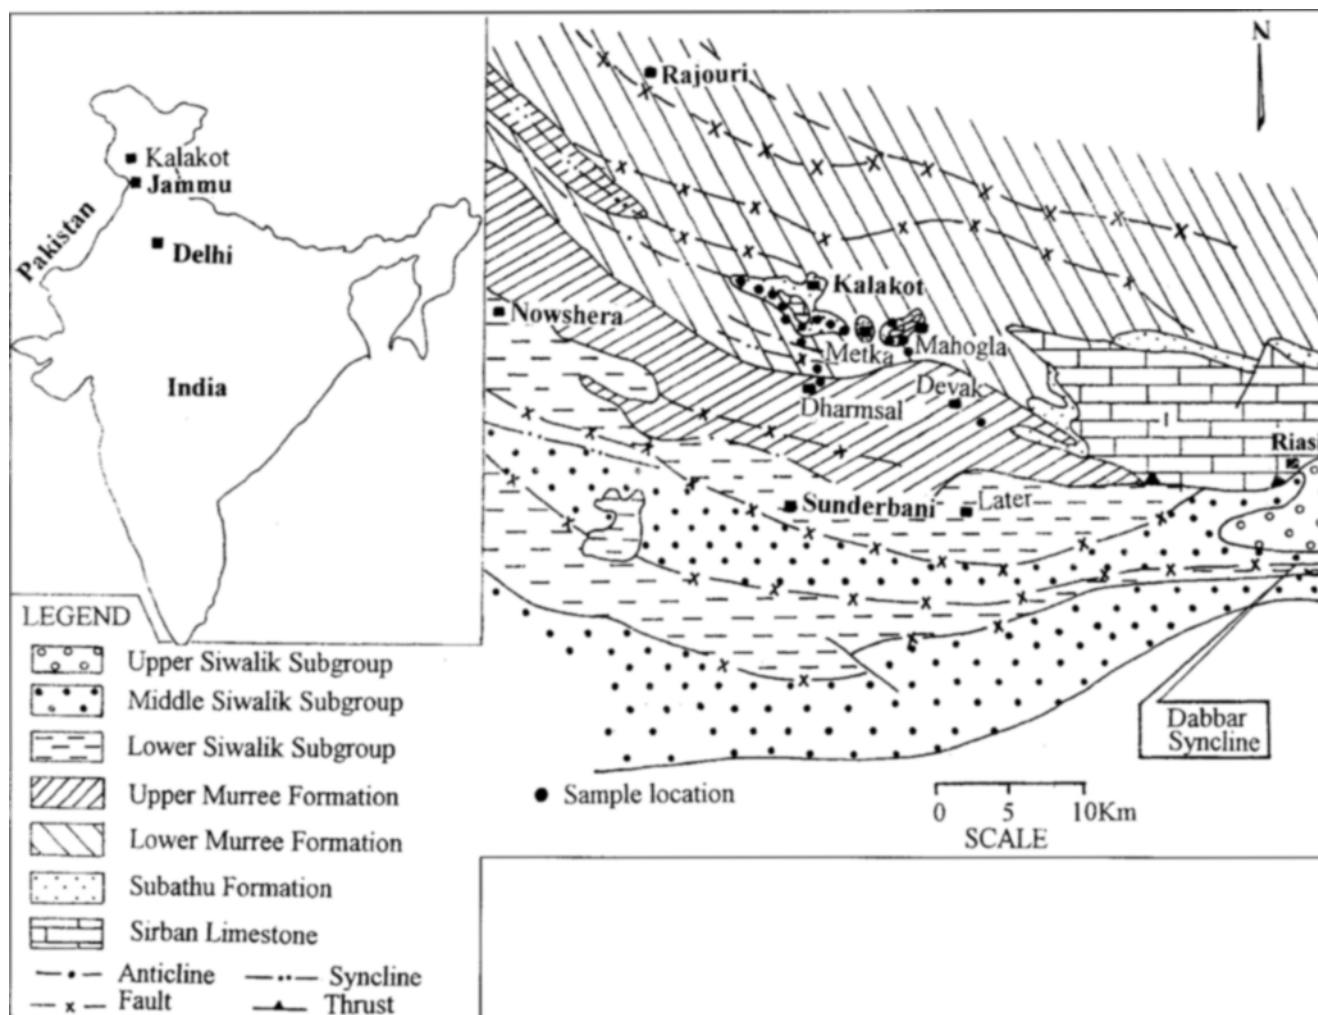 Kalakot
Jammu
Pakistan
Delhi
India
N
Rajouri
Kalakot
Nowshera
Metka
Mahogla
Devak
Dharmsal
Riasi
Sunderbani
Later
Dabbar
Syncline
LEGEND
Upper Siwalik Subgroup
Middle Siwalik Subgroup
Lower Siwalik Subgroup
Upper Murree Formation
Lower Murree Formation
Subathu Formation
Sirban Limestone
Anticline
Syncline
Fault
Thrust
Sample location
0 5 10Km
SCALE